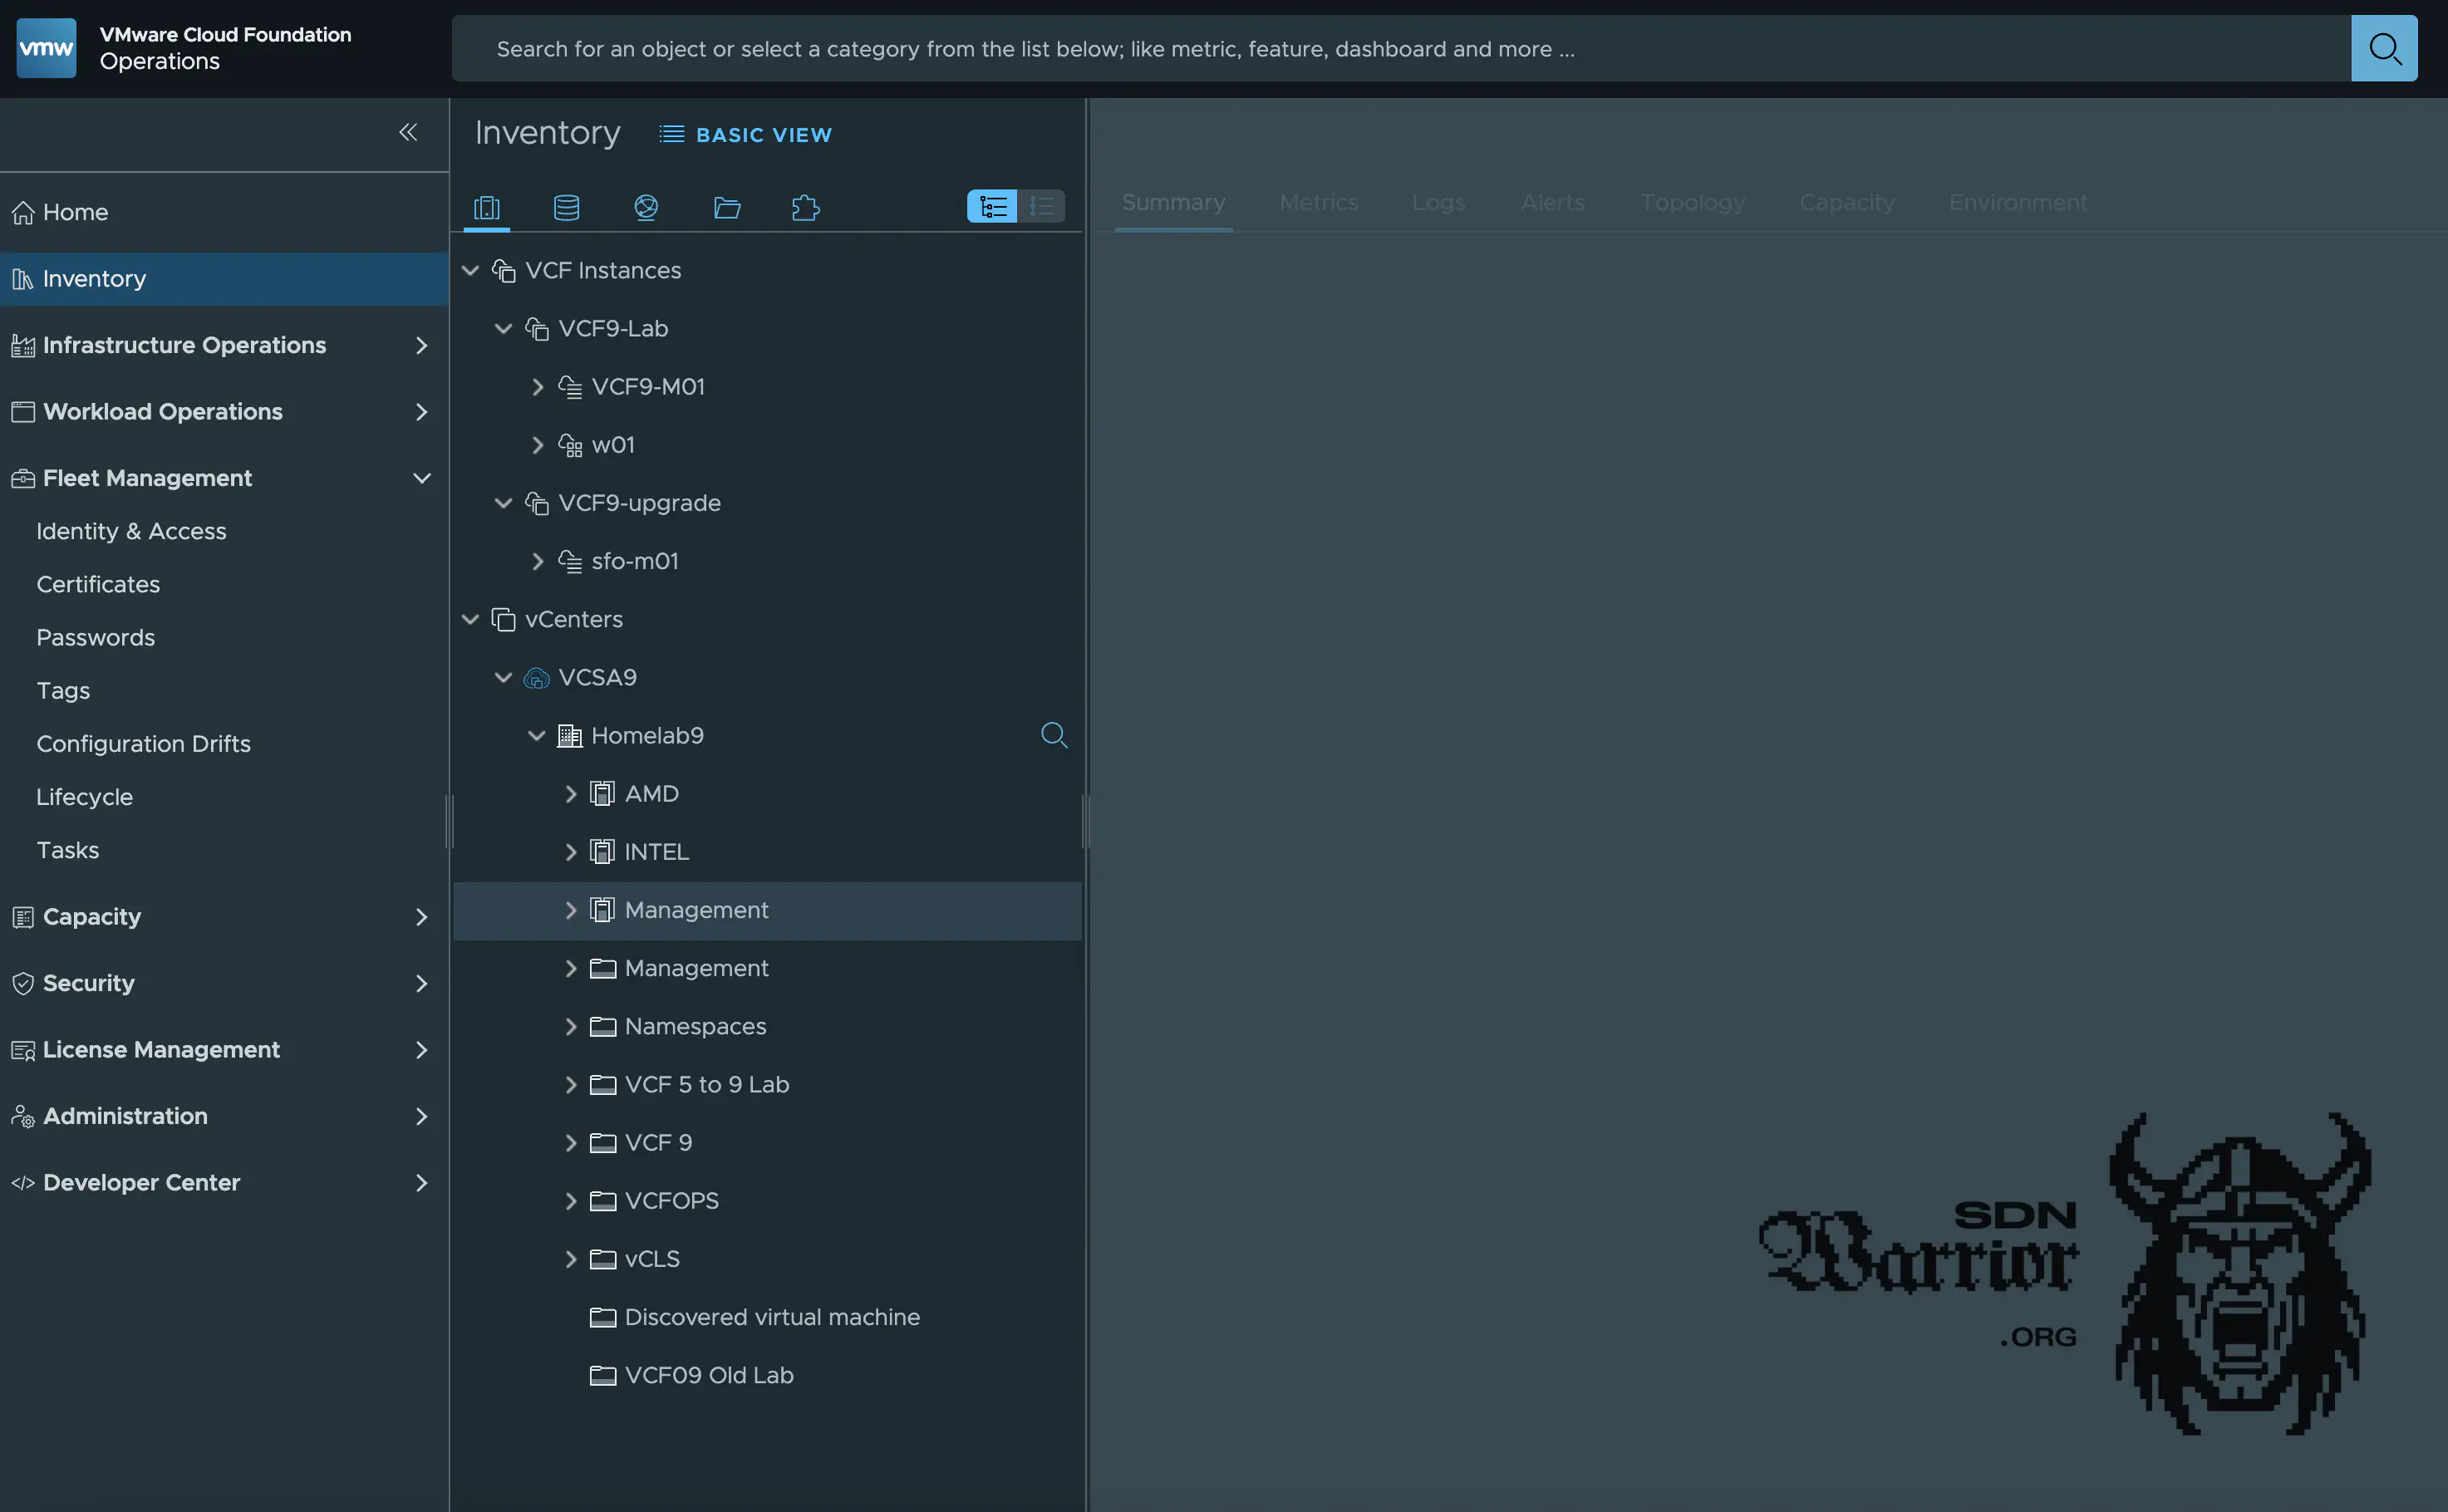 vmw
VMware Cloud Foundation
Operations
Search for an object or select a category from the list below; like metric, feature, dashboard and more ...
Home
Inventory
Infrastructure Operations
Workload Operations
Fleet Management
Identity & Access
Certificates
Passwords
Tags
Configuration Drifts
Lifecycle
Tasks
Capacity
Security
License Management
Administration
Developer Center
Inventory
BASIC VIEW
VCF Instances
VCF9-Lab
VCF9-M01
w01
VCF9-upgrade
sfo-m01
vCenters
VCSA9
Homelab9
AMD
INTEL
Management
Management
Namespaces
VCF 5 to 9 Lab
VCF 9
VCFOPS
vCLS
Discovered virtual machine
VCF09 Old Lab
Summary Metrics Logs Alerts Topology Capacity Environment
SDN
Warrior
.ORG